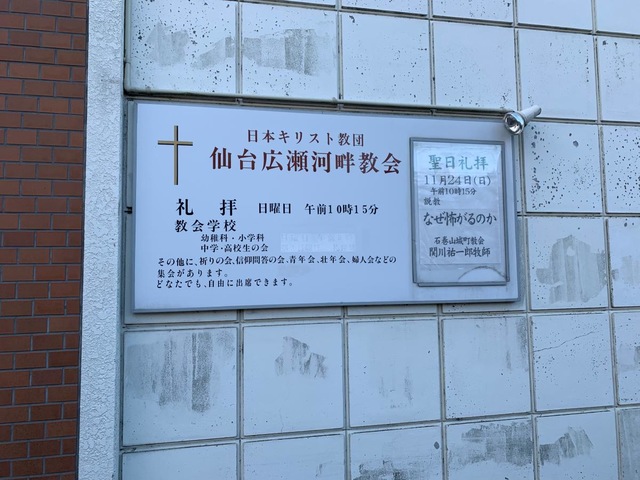 日本キリスト教団
仙台広瀬河畔教会
礼拝 日曜日 午前10時15分
教会学校
幼稚科・小学科
中学・高校生の会
その他に、祈りの会、信仰問答の会、青年会、壮年会、婦人会などの
集会があります。
どなたでも、自由に出席できます。
聖日礼拝
11月24日(日)
午前10時15分
説教
なぜ怖がるのか
石巻山城町教会
関川祐一郎牧師